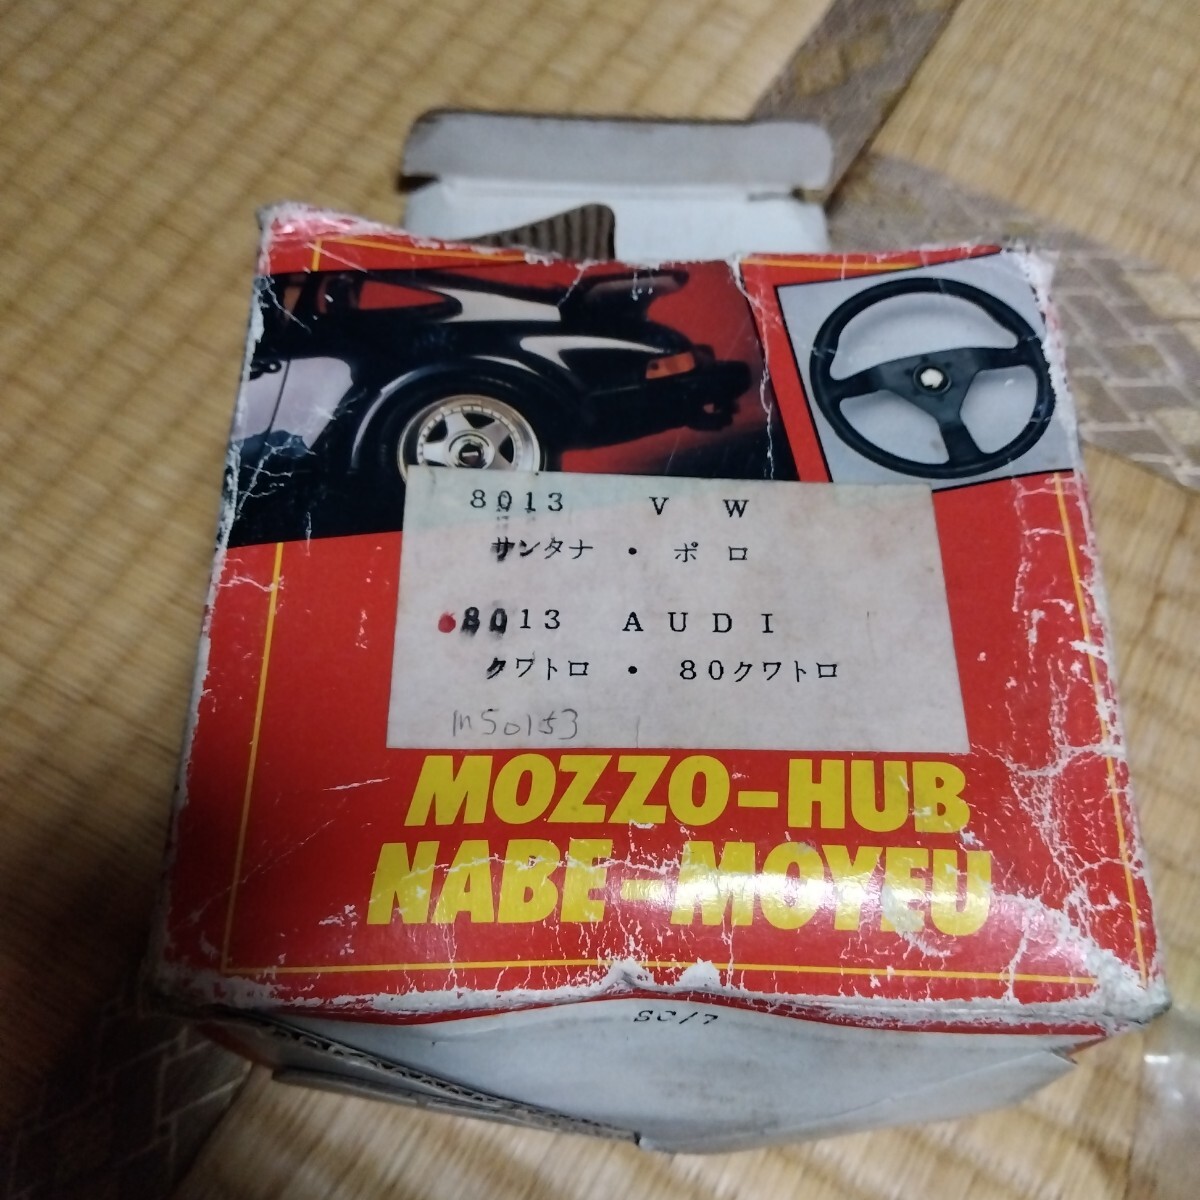 8013 VW
サンタナ・ポロ
8013 AUDI
クワトロ・80クワトロ
MOZZO-HUB
NABE-MOYEU